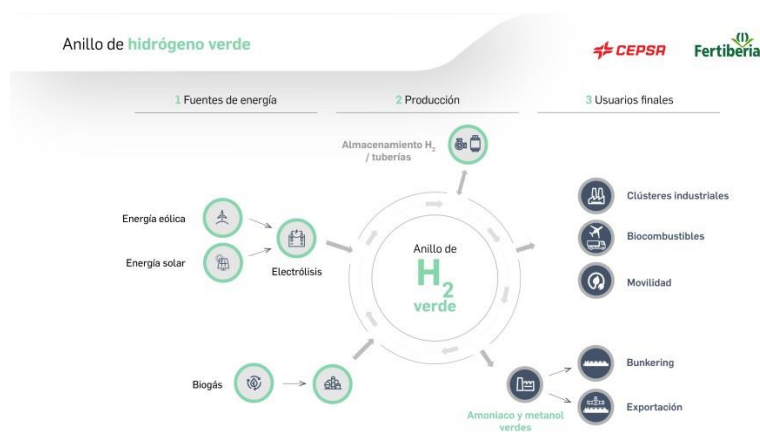 Anillo de hidrógeno verde
CEPSA
Fertiberia
1 Fuentes de energía
2 Producción
3 Usuarios finales
Almacenamiento H₂
/ tuberías
Energía eólica
Energía solar
Electrólisis
Anillo de
H₂
verde
Clústeres industriales
Biocombustibles
Movilidad
Biogás
Amoniaco y metanol
verdes
Bunkering
Exportación